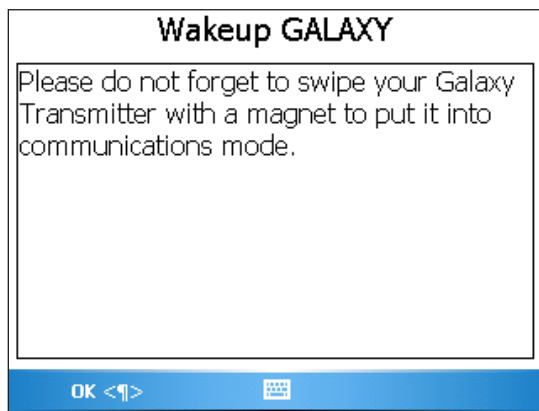 Wakeup GALAXY
Please do not forget to swipe your Galaxy
Transmitter with a magnet to put it into
communications mode.
OK <¶>